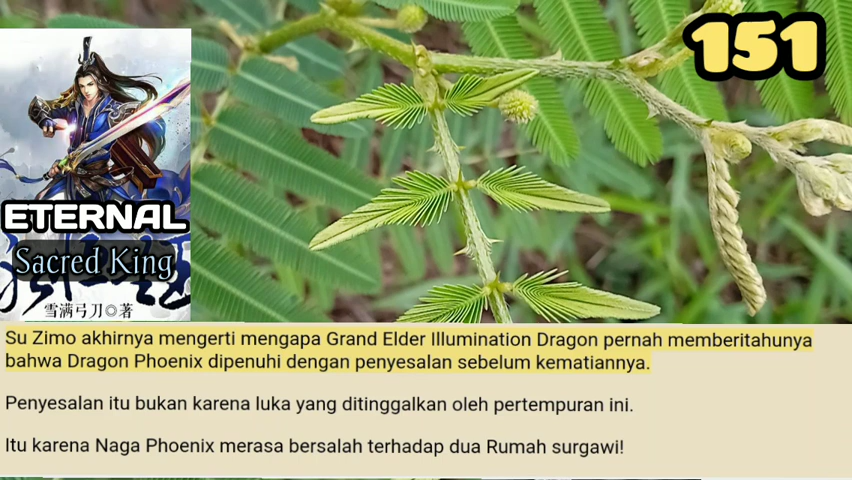 151
ETERNAL
Sacred King
雪满弓刀◎著
Su Zimo akhirnya mengerti mengapa Grand Elder Illumination Dragon pernah memberitahunya
bahwa Dragon Phoenix dipenuhi dengan penyesalan sebelum kematiannya.
Penyesalan itu bukan karena luka yang ditinggalkan oleh pertempuran ini.
Itu karena Naga Phoenix merasa bersalah terhadap dua Rumah surgawi!